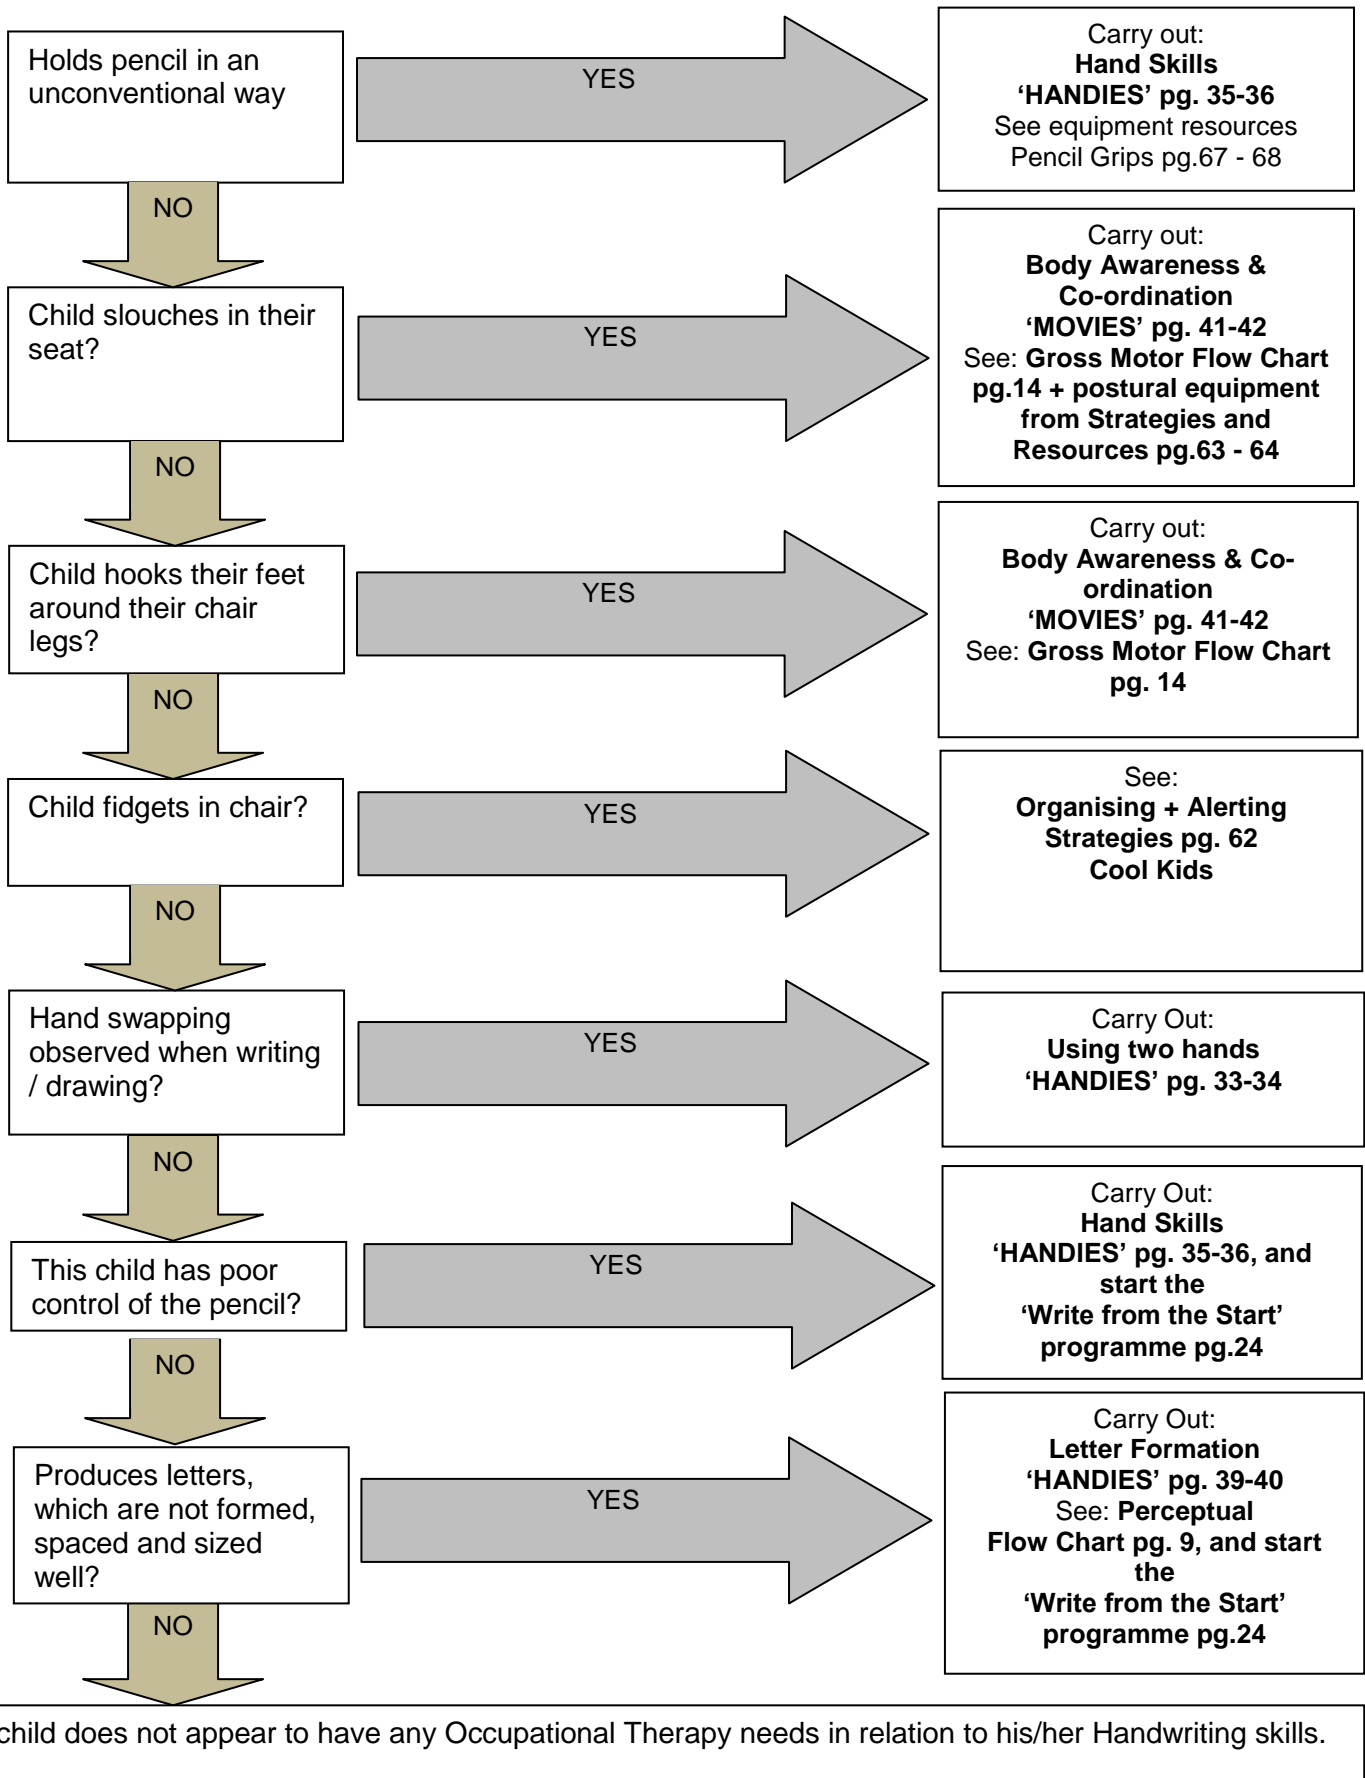 Holds pencil in an
unconventional way
YES
Carry out:
Hand Skills
‘HANDIES’ pg. 35-36
See equipment resources
Pencil Grips pg.67 - 68
NO
Child slouches in their
seat?
YES
Carry out:
Body Awareness &
Co-ordination
‘MOVIES’ pg. 41-42
See: Gross Motor Flow Chart
pg.14 + postural equipment
from Strategies and
Resources pg.63 - 64
NO
Child hooks their feet
around their chair
legs?
YES
Carry out:
Body Awareness & Co-
ordination
‘MOVIES’ pg. 41-42
See: Gross Motor Flow Chart
pg. 14
NO
Child fidgets in chair?
YES
See:
Organising + Alerting
Strategies pg. 62
Cool Kids
NO
Hand swapping
observed when writing
/ drawing?
YES
Carry Out:
Using two hands
‘HANDIES’ pg. 33-34
NO
This child has poor
control of the pencil?
YES
Carry Out:
Hand Skills
‘HANDIES’ pg. 35-36, and
start the
‘Write from the Start’
programme pg.24
NO
Produces letters,
which are not formed,
spaced and sized
well?
YES
Carry Out:
Letter Formation
‘HANDIES’ pg. 39-40
See: Perceptual
Flow Chart pg. 9, and start
the
‘Write from the Start’
programme pg.24
NO
child does not appear to have any Occupational Therapy needs in relation to his/her Handwriting skills.